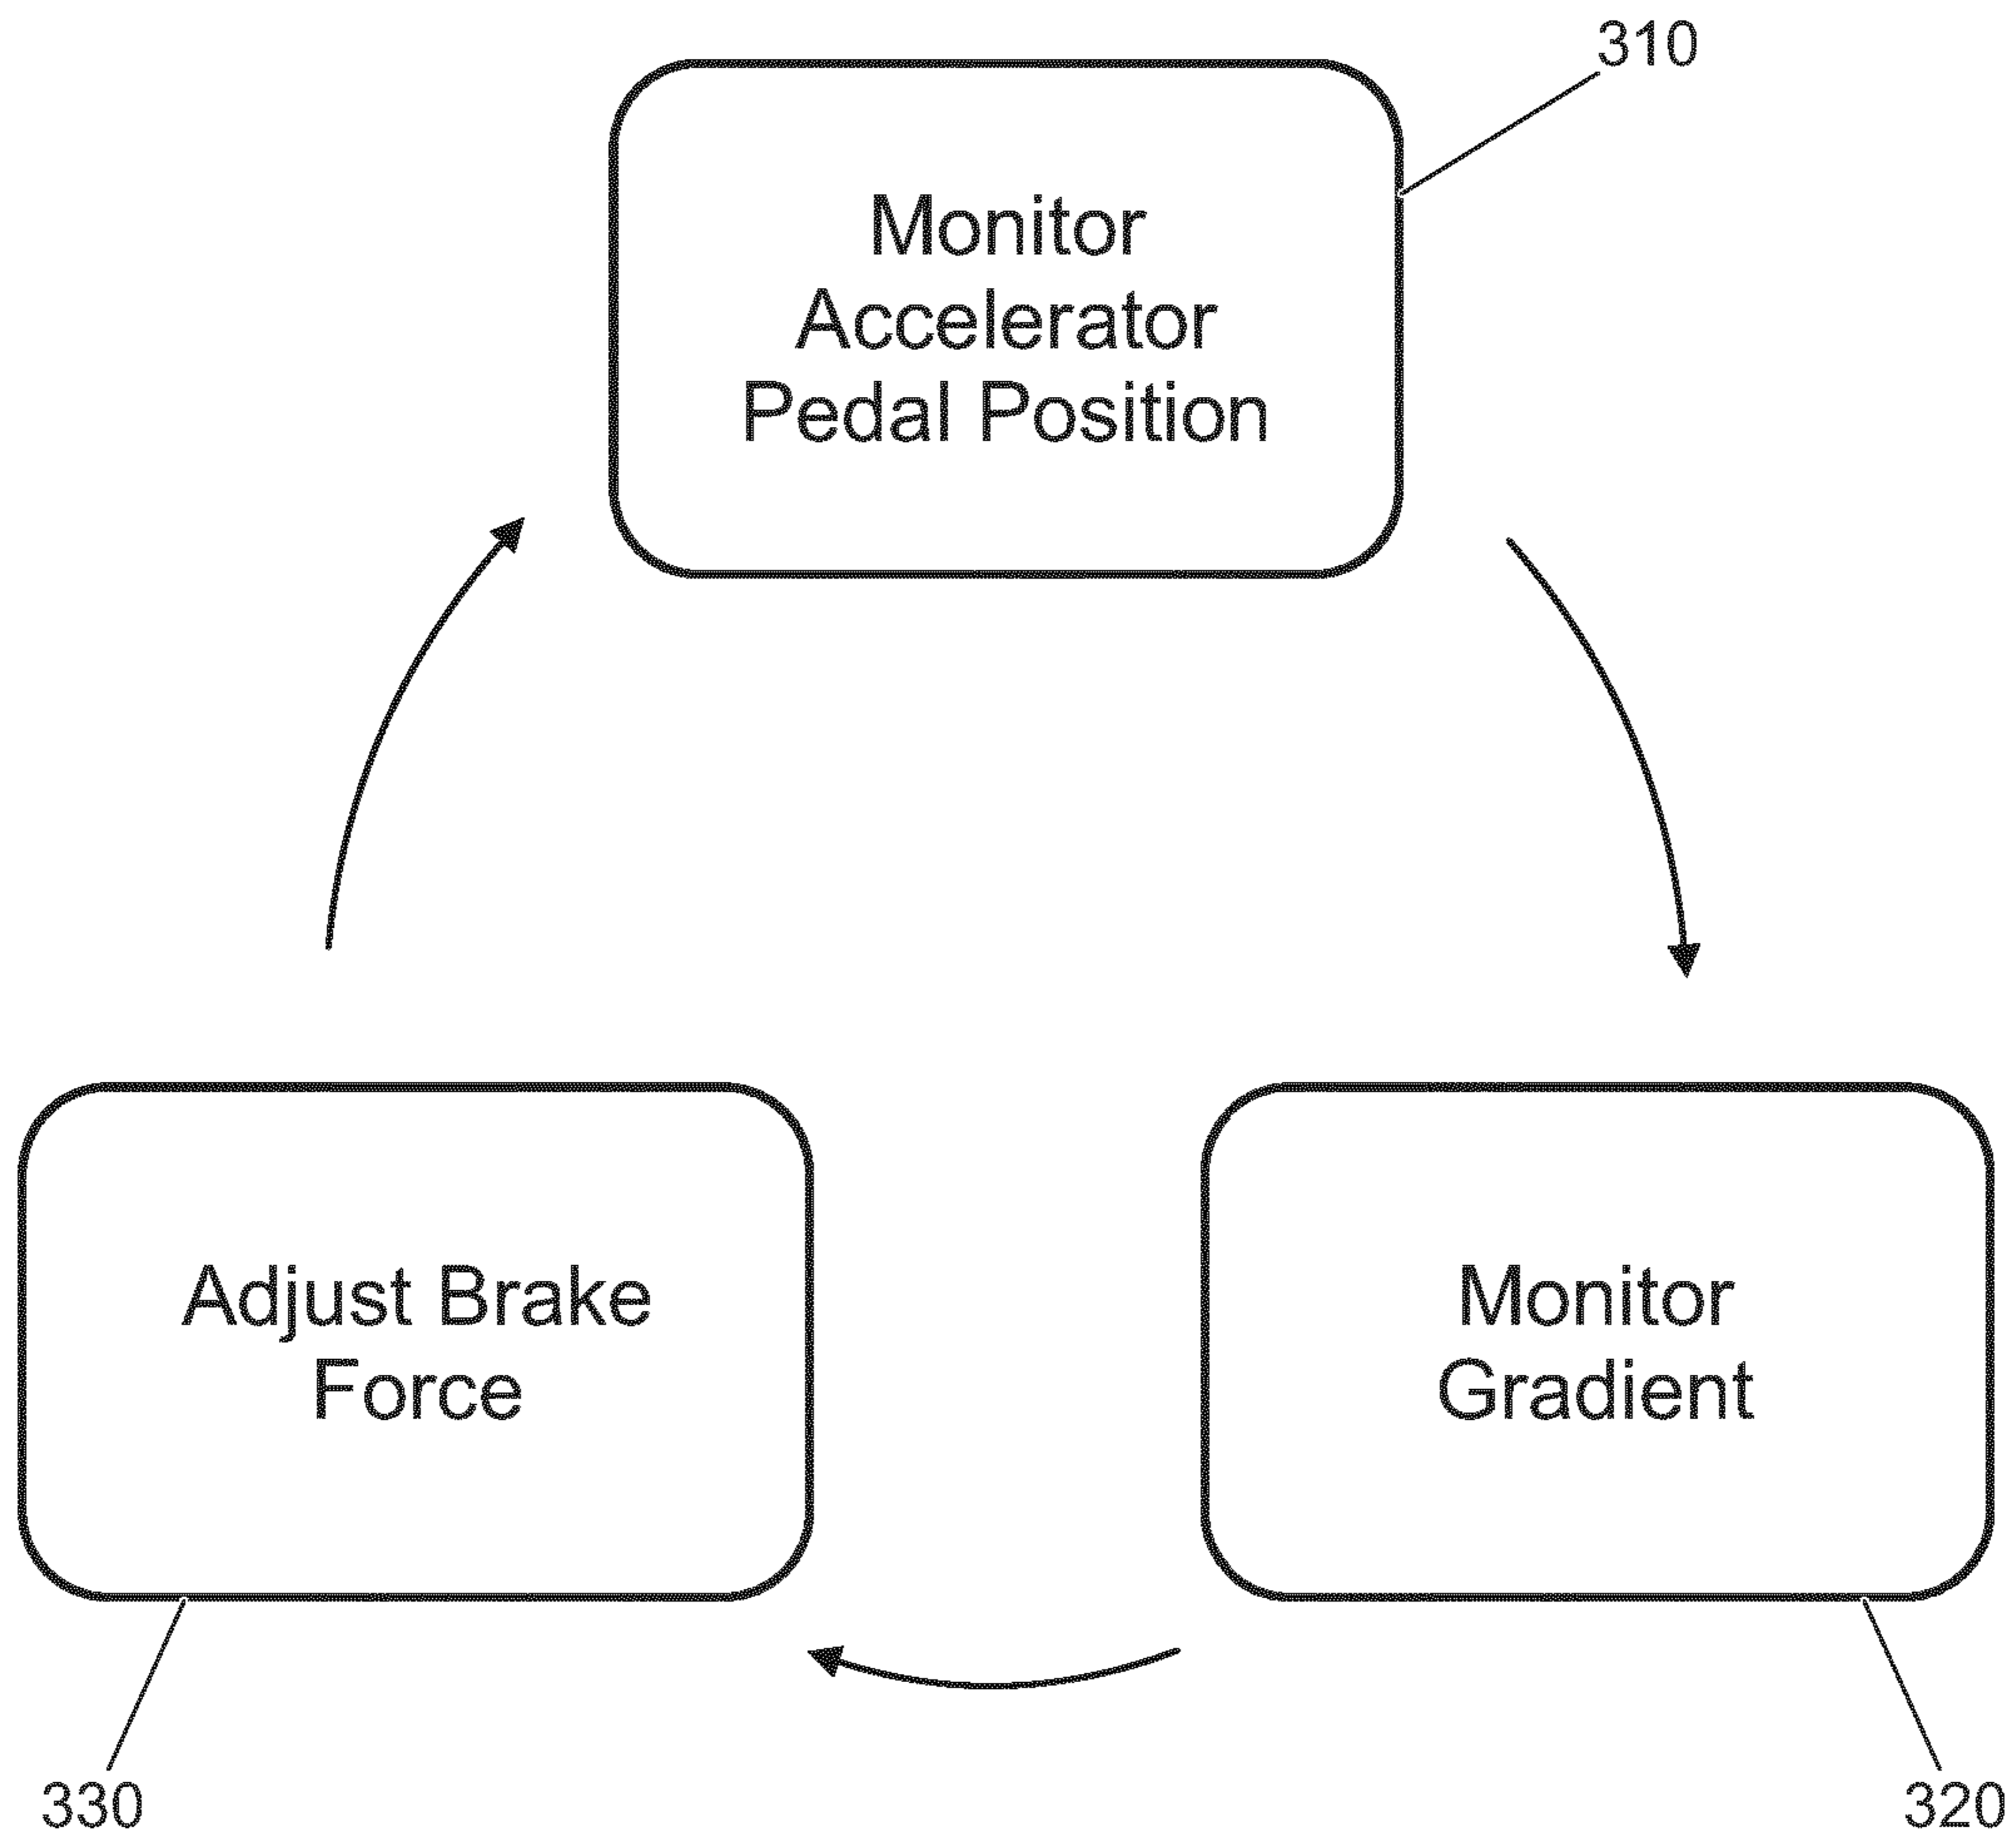 310
Monitor
Accelerator
Pedal Position
Adjust Brake
Force
Monitor
Gradient
330
320